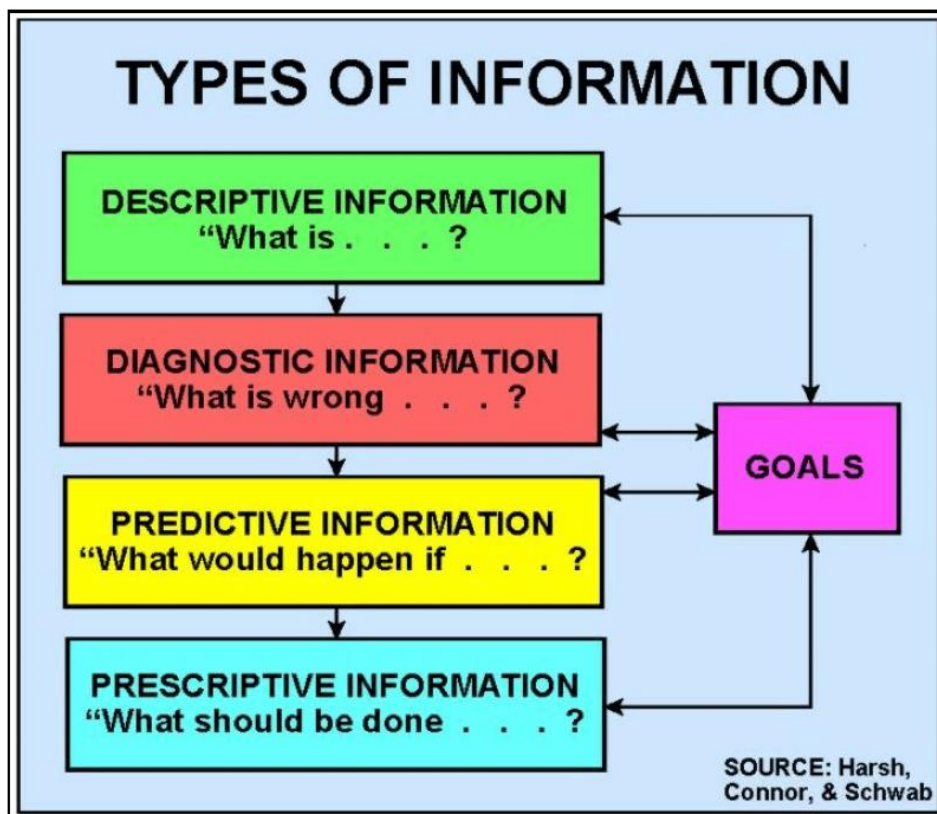 TYPES OF INFORMATION
DESCRIPTIVE INFORMATION
“What is . . . ?
DIAGNOSTIC INFORMATION
“What is wrong . . . ?
GOALS
PREDICTIVE INFORMATION
“What would happen if . . . ?
PRESCRIPTIVE INFORMATION
“What should be done . . . ?
SOURCE: Harsh,
Connor, & Schwab